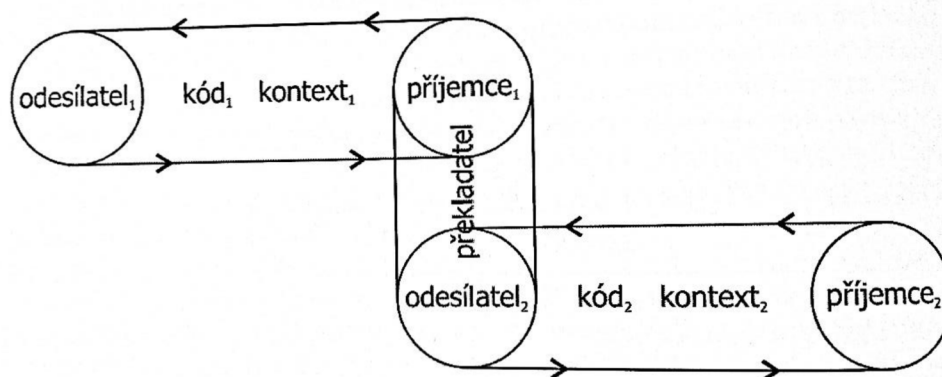 odesílatel₁ kód₁ kontext₁ příjemce₁
překladatel
odesílatel₂ kód₂ kontext₂ příjemce₂